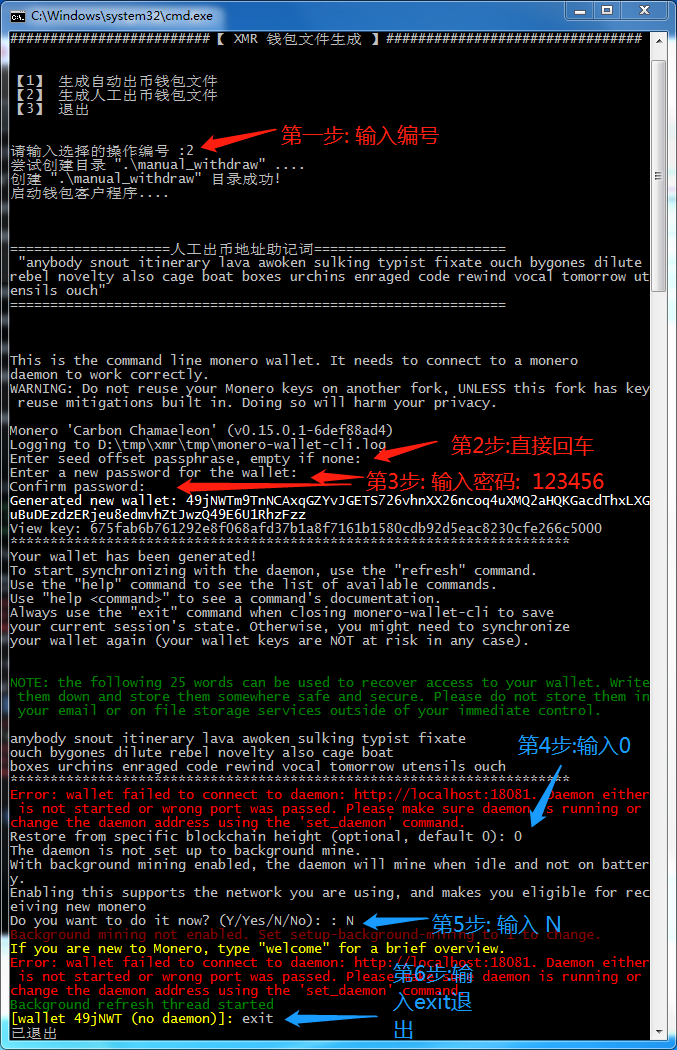 C:\Windows\system32\cmd.exe
#########################【 XMR 钱包文件生成 】################################
【1】 生成自动出币钱包文件
【2】 生成人工出币钱包文件
【3】 退出
第一步: 输入编号
请输入选择的操作编号 :2
尝试创建目录 ".\manual_withdraw" ....
创建 ".\manual_withdraw" 目录成功!
启动钱包客户程序....
====================人工出币地址助记词========================
"anybody snout itinerary lava awoken sulking typist fixate ouch bygones dilute
rebel novelty also cage boat boxes urchins enraged code rewind vocal tomorrow ut
ensils ouch"
==============================================================
This is the command line monero wallet. It needs to connect to a monero
daemon to work correctly.
WARNING: Do not reuse your Monero keys on another fork, UNLESS this fork has key
reuse mitigations built in. Doing so will harm your privacy.
Monero 'Carbon Chamaeleon' (v0.15.0.1-6def88ad4)
Logging to D:\tmp\xmr\tmp\monero-wallet-cli.log
第2步:直接回车
Enter seed offset passphrase, empty if none:
Enter a new password for the wallet:
第3步: 输入密码: 123456
Confirm password:
Generated new wallet: 49jNWTm9TnNCAxqGZYvJGETS726vhnXX26ncoq4uXMQ2aHQKGacdThxLXG
uBuDEzdzERjeu8edmvhZtJwzQ49E6U1RhzFzz
View key: 675fab6b761292e8f068afd37b1a8f7161b1580cdb92d5eac8230cfe266c5000
**********************************************************************
Your wallet has been generated!
To start synchronizing with the daemon, use the "refresh" command.
Use the "help" command to see the list of available commands.
Use "help <command>" to see a command's documentation.
Always use the "exit" command when closing monero-wallet-cli to save
your current session's state. Otherwise, you might need to synchronize
your wallet again (your wallet keys are NOT at risk in any case).
NOTE: the following 25 words can be used to recover access to your wallet. Write
them down and store them somewhere safe and secure. Please do not store them in
your email or on file storage services outside of your immediate control.
anybody snout itinerary lava awoken sulking typist fixate
ouch bygones dilute rebel novelty also cage boat
第4步:输入0
boxes urchins enraged code rewind vocal tomorrow utensils ouch
**********************************************************************
Error: wallet failed to connect to daemon: http://localhost:18081. Daemon either
is not started or wrong port was passed. Please make sure daemon is running or
change the daemon address using the 'set_daemon' command.
Restore from specific blockchain height (optional, default 0): 0
The daemon is not set up to background mine.
With background mining enabled, the daemon will mine when idle and not on batter
y.
Enabling this supports the network you are using, and makes you eligible for rec
eiving new monero
Do you want to do it now? (Y/Yes/N/No): : N
第5步: 输入 N
Background mining not enabled. Set setup-background-mining to 1 to change.
If you are new to Monero, type "welcome" for a brief overview.
Error: wallet failed to connect to daemon: http://localhost:18081. Daemon either
is not started or wrong port was passed. Please make sure daemon is running or
change the daemon address using the 'set_daemon' command.
第6步:输
入exit退
出
Background refresh thread started
[wallet 49jNWT (no daemon)]: exit
已退出